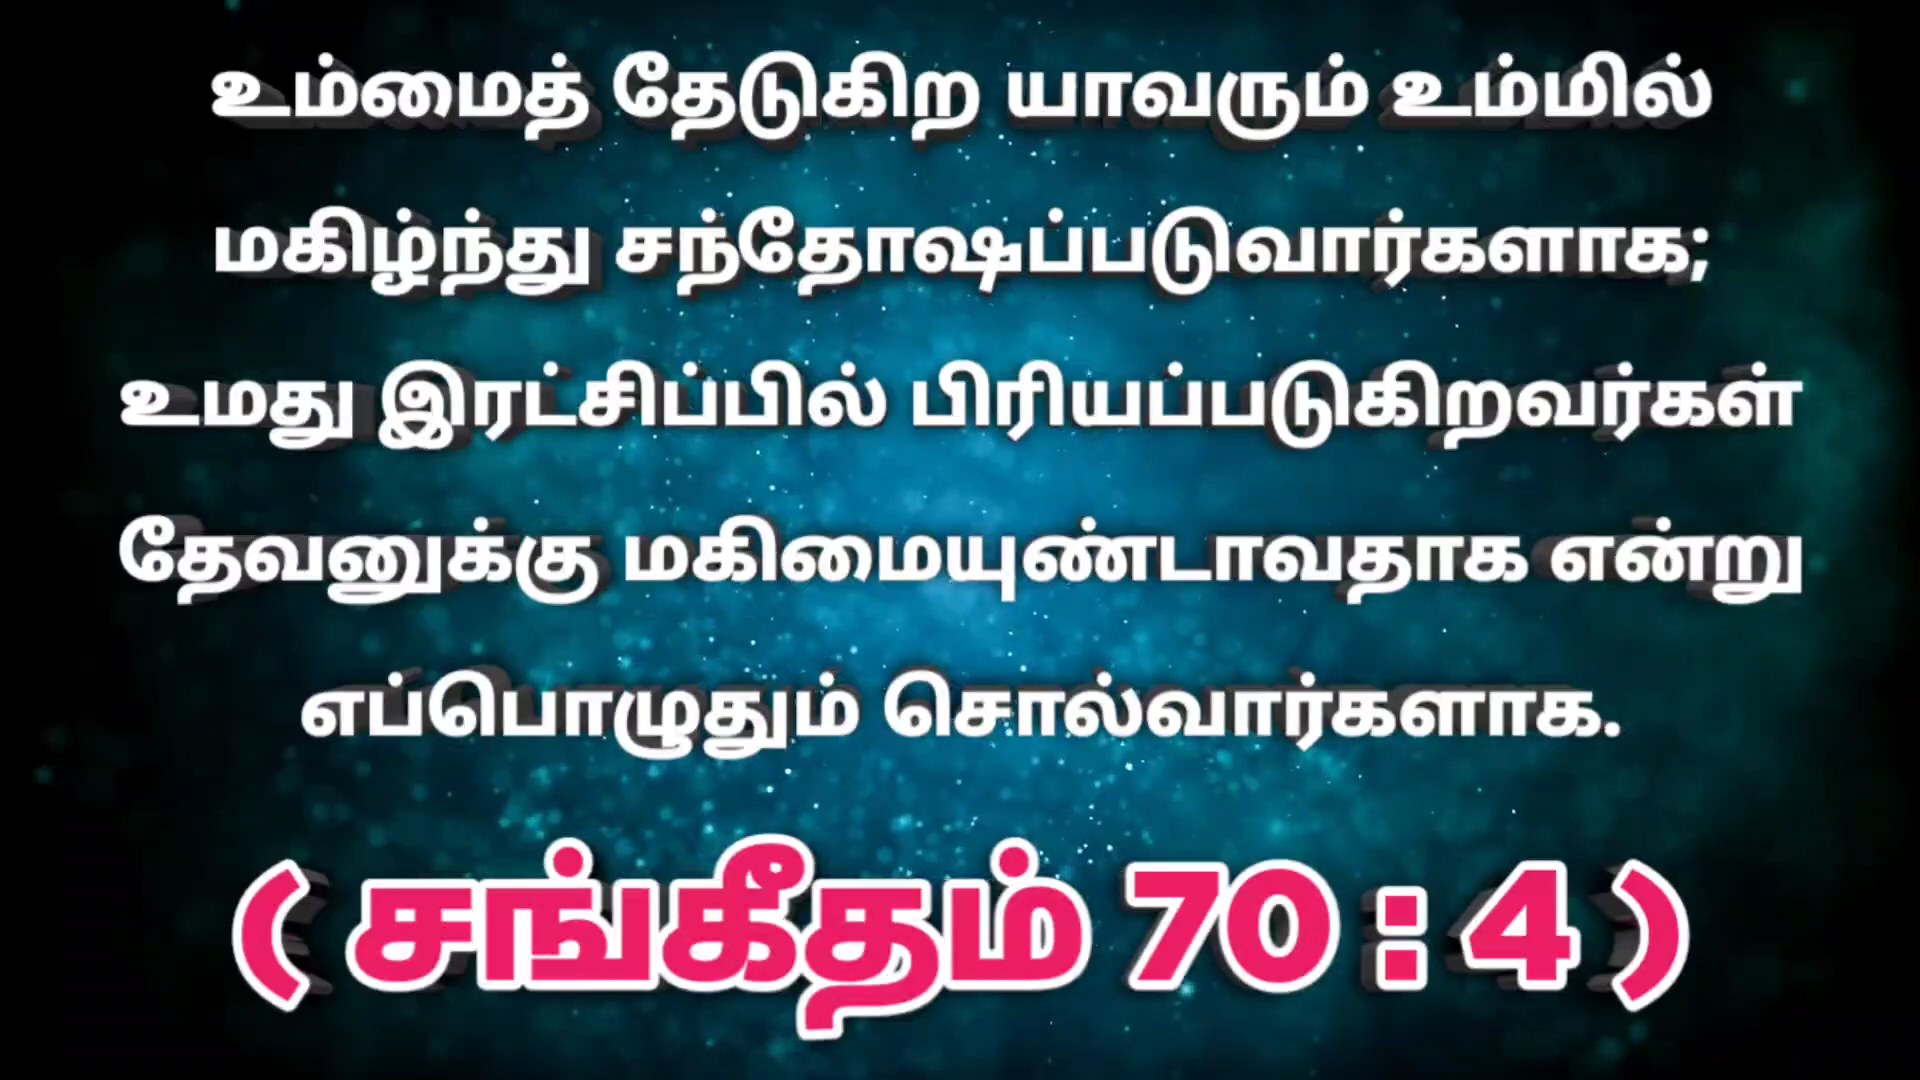 உம்மைத் தேடுகிற யாவரும் உம்மில்
மகிழ்ந்து சந்தோஷப்படுவார்களாக;
உமது இரட்சிப்பில் பிரியப்படுகிறவர்கள்
தேவனுக்கு மகிமையுண்டாவதாக என்று
எப்பொழுதும் சொல்வார்களாக.
( சங்கீதம் 70 : 4 )